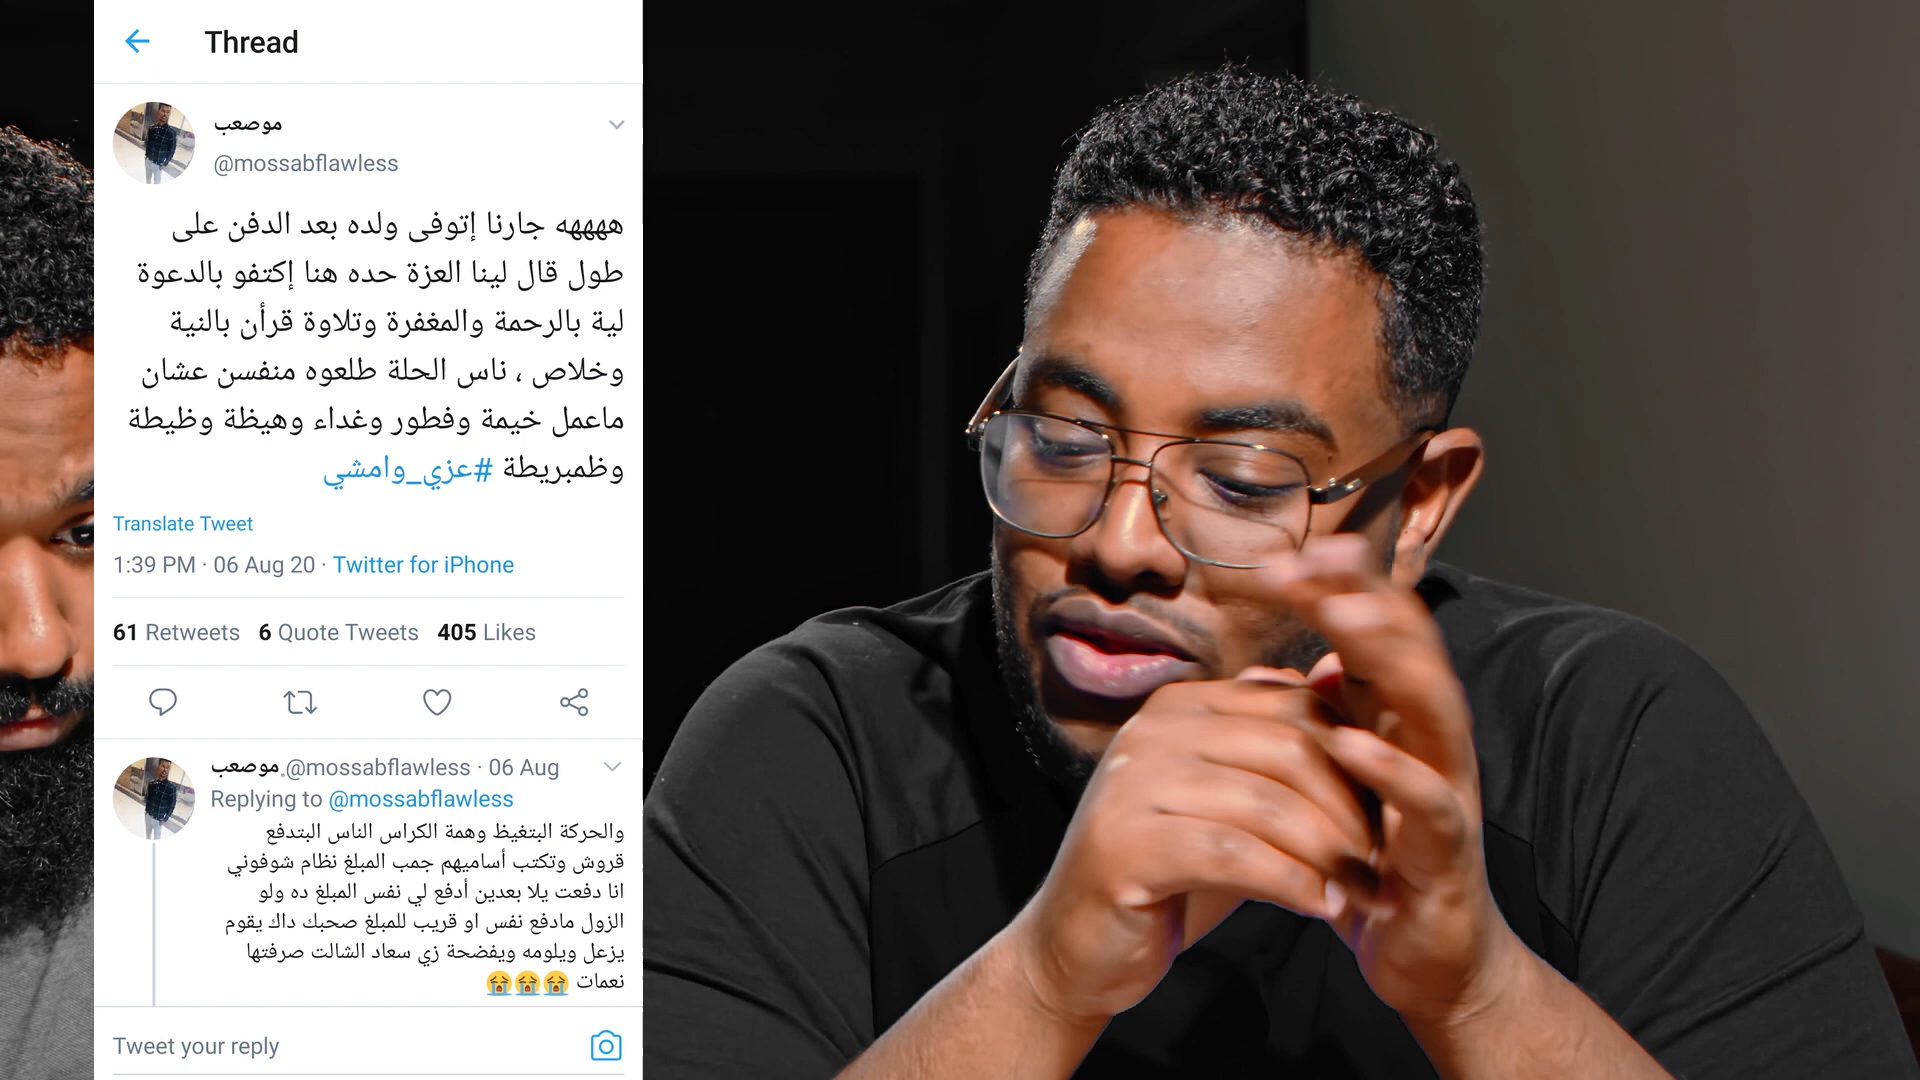 Thread
موصعب
@mossabflawless
هههههه جارنا إتوفى ولده بعد الدفن على
طول قال لينا العزة حده هنا إكتفو بالدعوة
لية بالرحمة والمغفرة وتلاوة قرأن بالنية
وخلاص ، ناس الحلة طلعوه منفسن عشان
ماعمل خيمة وفطور وغداء وهيظة وظيطة
وظمبريطة #عزي_وامشي
Translate Tweet
1:39 PM · 06 Aug 20 · Twitter for iPhone
61 Retweets 6 Quote Tweets 405 Likes
موصعب.@mossabflawless · 06 Aug
Replying to @mossabflawless
والحركة البتغيظ وهمة الكراس الناس البتدفع
قروش وتكتب أساميهم جمب المبلغ نظام شوفوني
انا دفعت يلا بعدين أدفع لي نفس المبلغ ده ولو
الزول مادفع نفس او قريب للمبلغ صحبك داك يقوم
يزعل ويلومه ويفضحة زي سعاد الشالت صرفتها
نعمات 😭😭😭
Tweet your reply